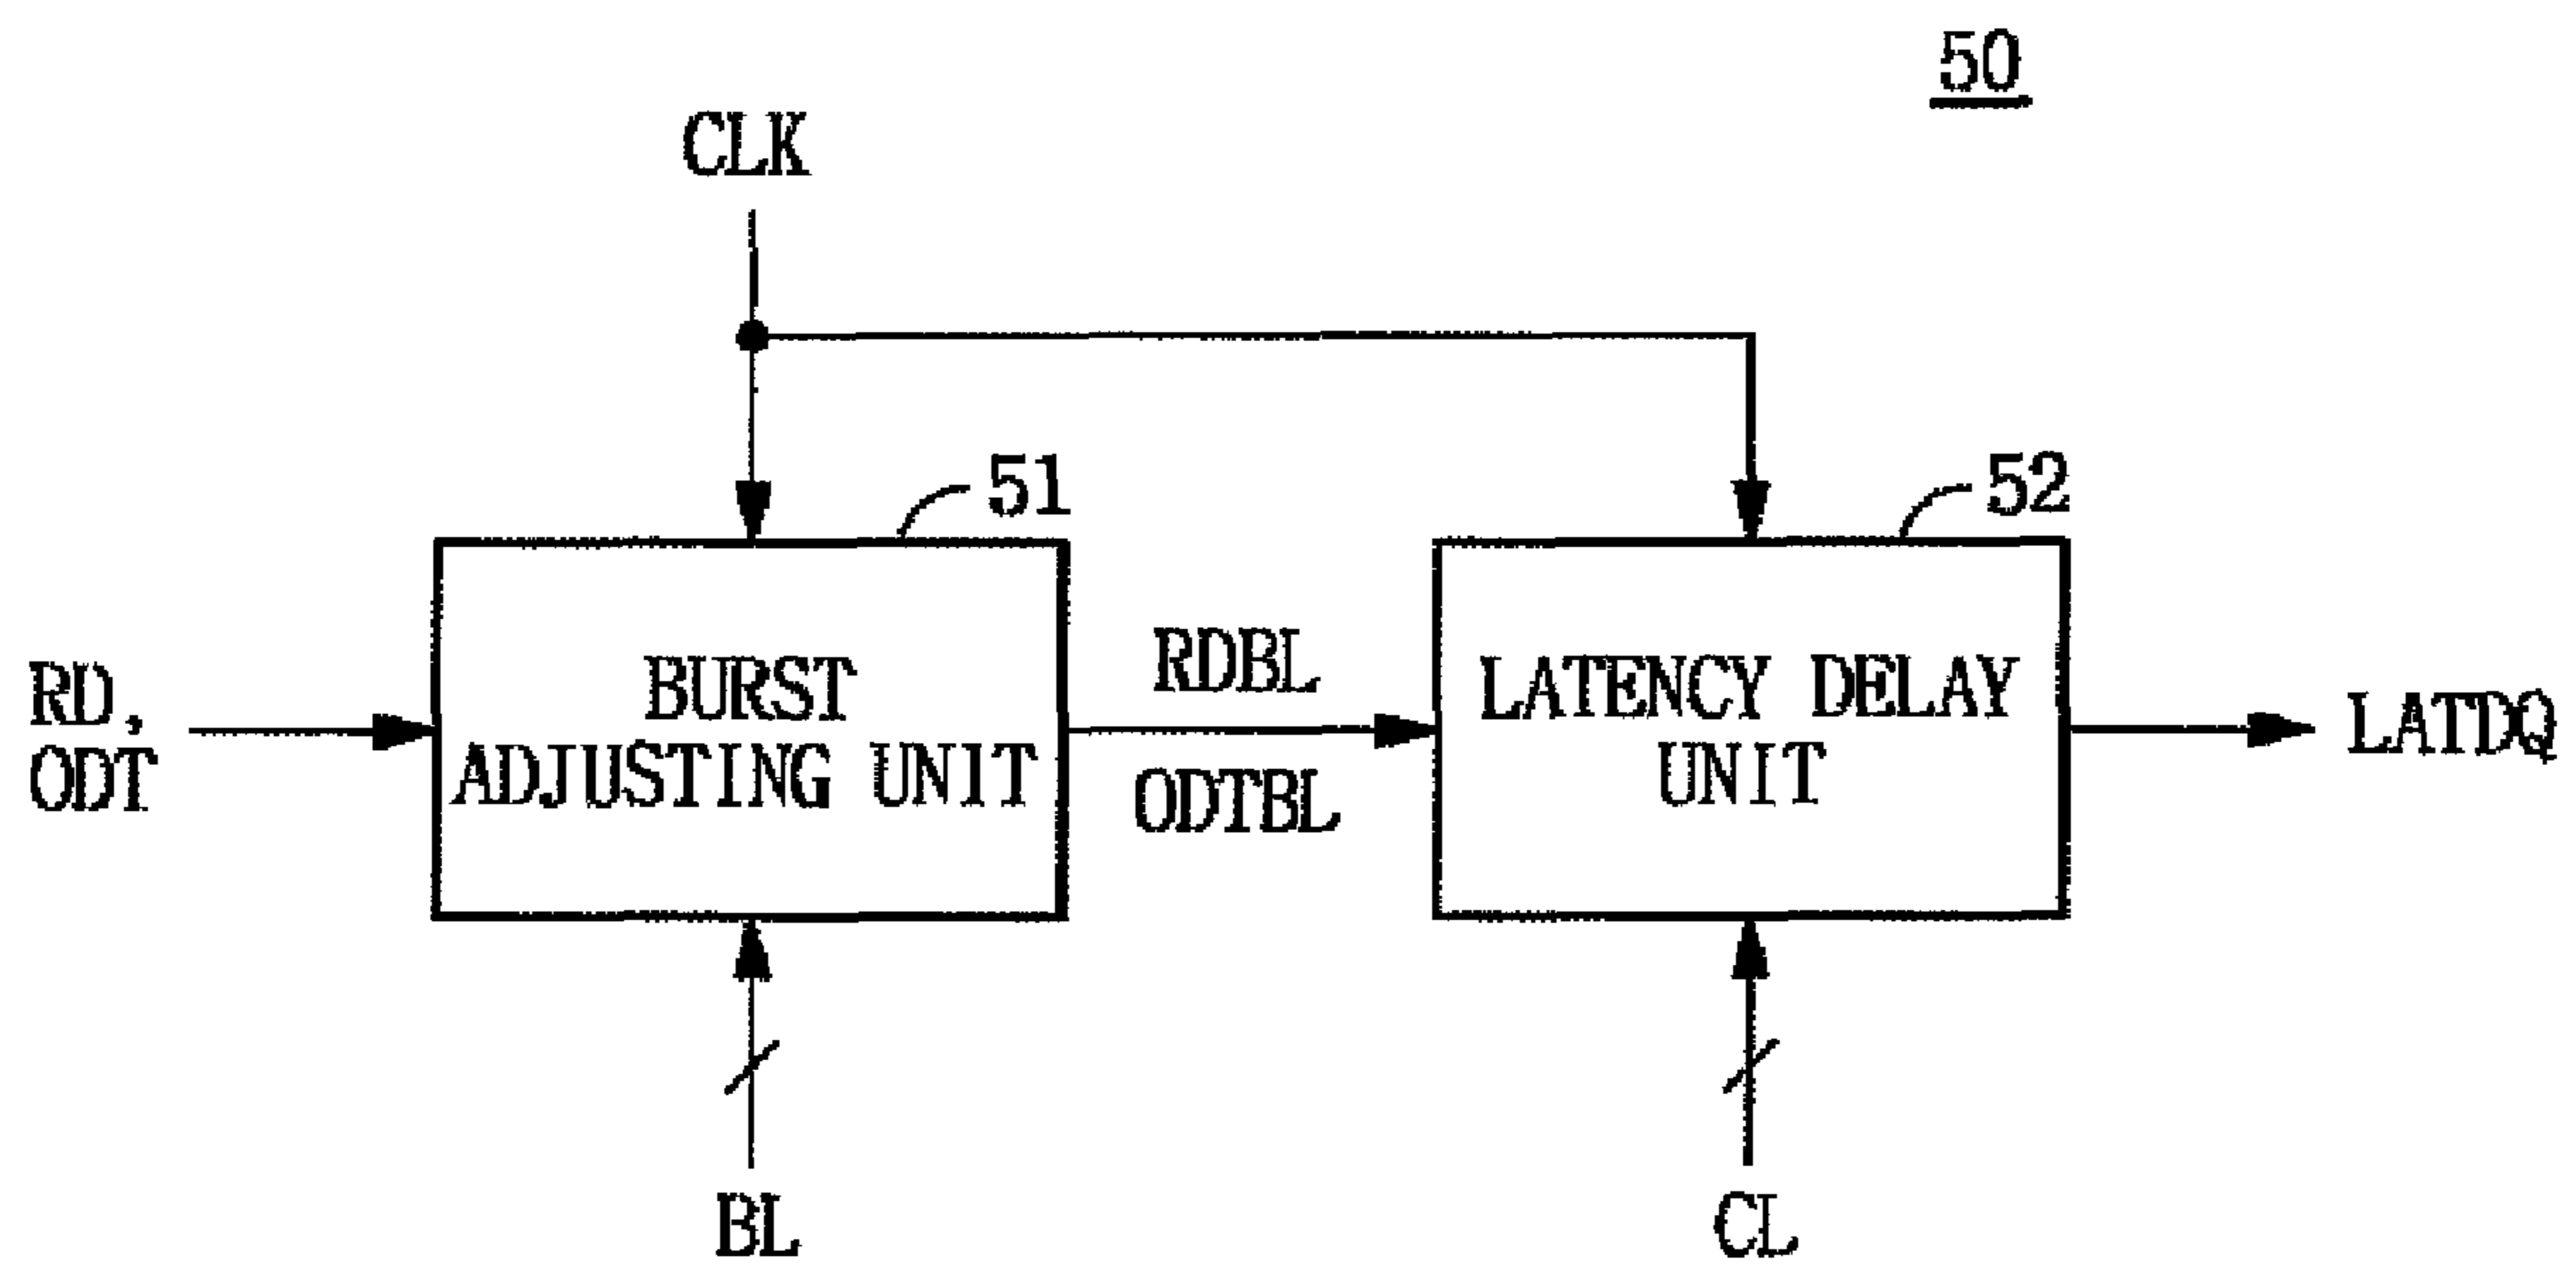 50
CLK
51
52
RD,
ODT
BURST
ADJUSTING UNIT
RDBL
ODTBL
LATENCY DELAY
UNIT
LATDQ
BL
CL